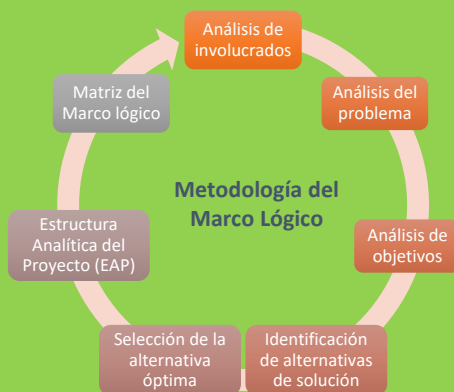 Análisis de
involucrados
Análisis del
problema
Análisis de
objetivos
Identificación
de alternativas
de solución
Selección de la
alternativa
óptima
Estructura
Analítica del
Proyecto (EAP)
Matriz del
Marco lógico
Metodología del
Marco Lógico